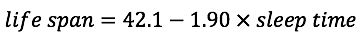 life span = 42.1 − 1.90 × sleep time